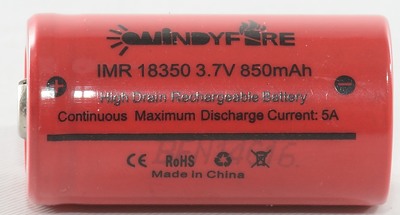 WINDYFIRE
IMR 18350 3.7V 850mAh
High Drain Rechargeable Battery
Continuous Maximum Discharge Current: 5A
CE RoHS
Made in China